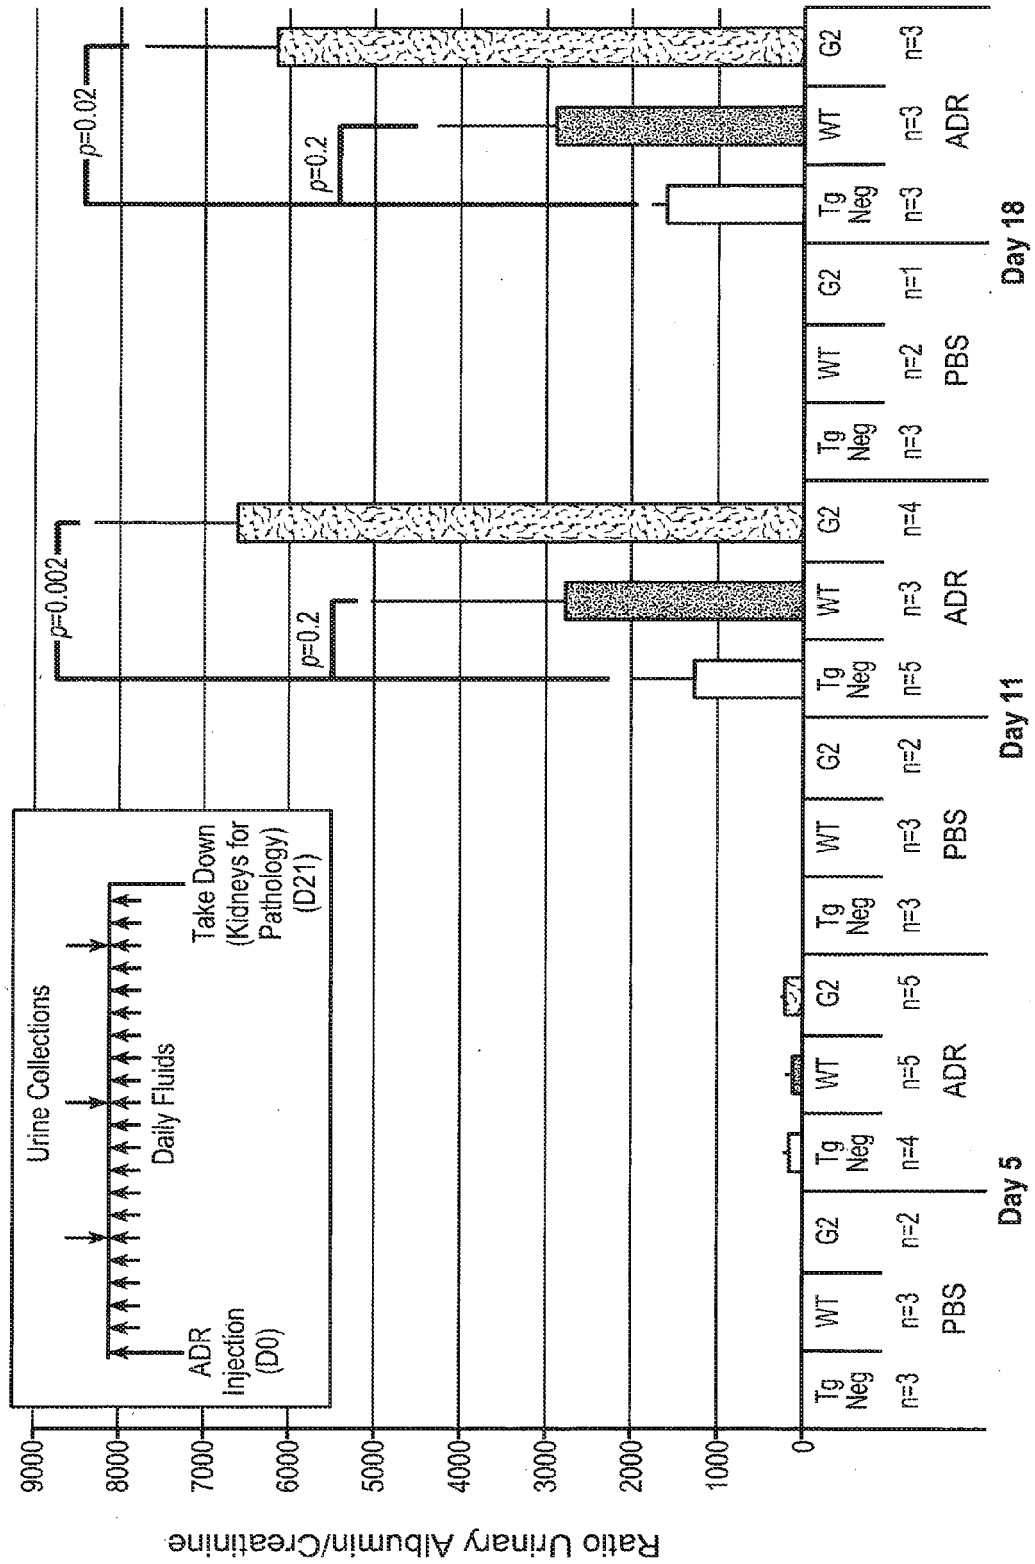 Ratio Urinary Albumin/Creatinine
9000
8000
7000
6000
5000
4000
3000
2000
1000
0
Urine Collections
Daily Fluids
ADR
Injection
(D0)
Take Down
(Kidneys for
Pathology)
(D21)
p=0.002
p=0.2
p=0.02
p=0.2
Tg Neg WT G2 Tg Neg WT G2 Tg Neg WT G2 Tg Neg WT G2 Tg Neg WT G2 Tg Neg WT G2
n=3 n=3 n=2 n=4 n=5 n=5 n=3 n=3 n=2 n=5 n=3 n=4 n=3 n=2 n=1 n=3 n=3 n=3
PBS ADR PBS ADR PBS ADR
Day 5 Day 11 Day 18